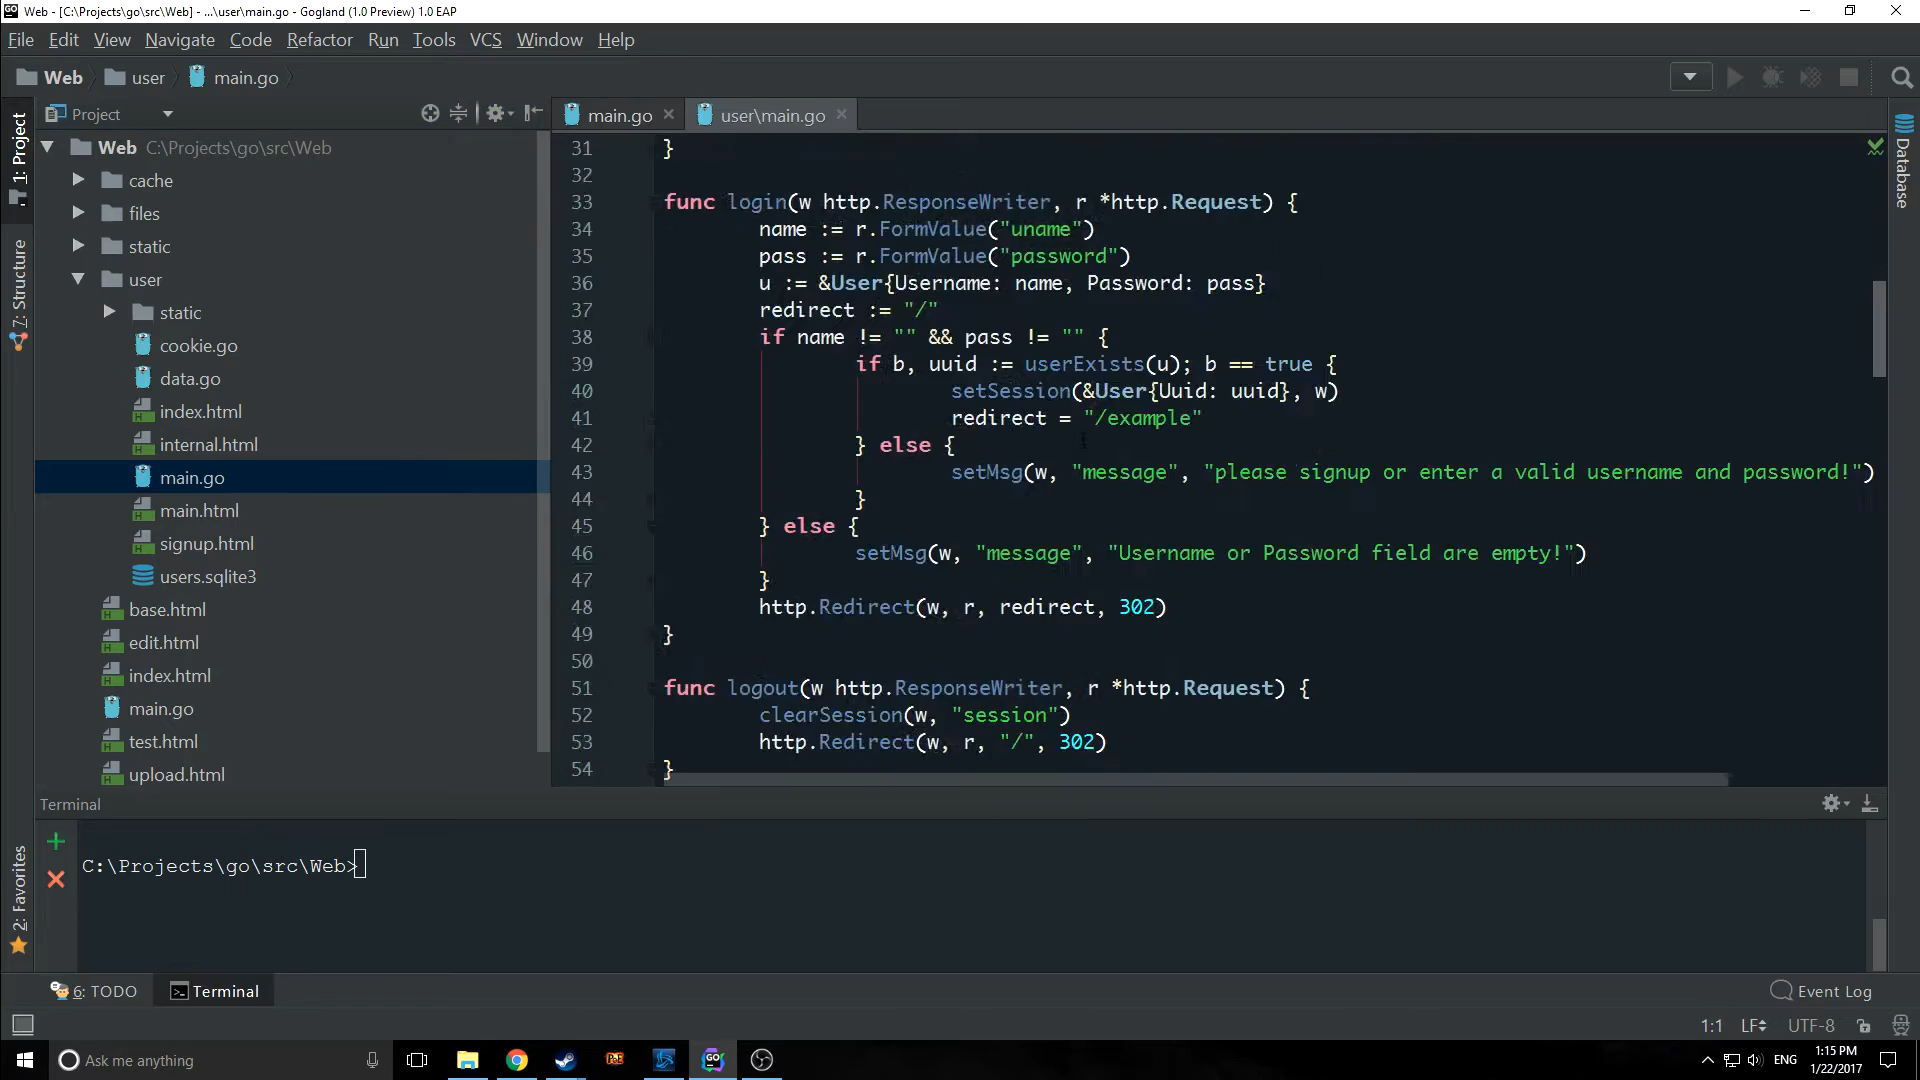 Web - [C:\Projects\go\src\Web] - ...\user\main.go - Gogland (1.0 Preview) 1.0 EAP
File Edit View Navigate Code Refactor Run Tools VCS Window Help
Web user main.go
Project
main.go user\main.go
1: Project
7: Structure
2: Favorites
Database
Web C:\Projects\go\src\Web
cache
files
static
user
static
cookie.go
data.go
index.html
internal.html
main.go
main.html
signup.html
users.sqlite3
base.html
edit.html
index.html
main.go
test.html
upload.html
31 }
32
33 func login(w http.ResponseWriter, r *http.Request) {
34 name := r.FormValue("uname")
35 pass := r.FormValue("password")
36 u := &User{Username: name, Password: pass}
37 redirect := "/"
38 if name != "" && pass != "" {
39 if b, uuid := userExists(u); b == true {
40 setSession(&User{Uuid: uuid}, w)
41 redirect = "/example"
42 } else {
43 setMsg(w, "message", "please signup or enter a valid username and password!")
44 }
45 } else {
46 setMsg(w, "message", "Username or Password field are empty!")
47 }
48 http.Redirect(w, r, redirect, 302)
49 }
50
51 func logout(w http.ResponseWriter, r *http.Request) {
52 clearSession(w, "session")
53 http.Redirect(w, r, "/", 302)
54 }
Terminal
C:\Projects\go\src\Web>
6: TODO Terminal Event Log
1:1 LF UTF-8
Ask me anything
GO
ENG
1:15 PM
1/22/2017